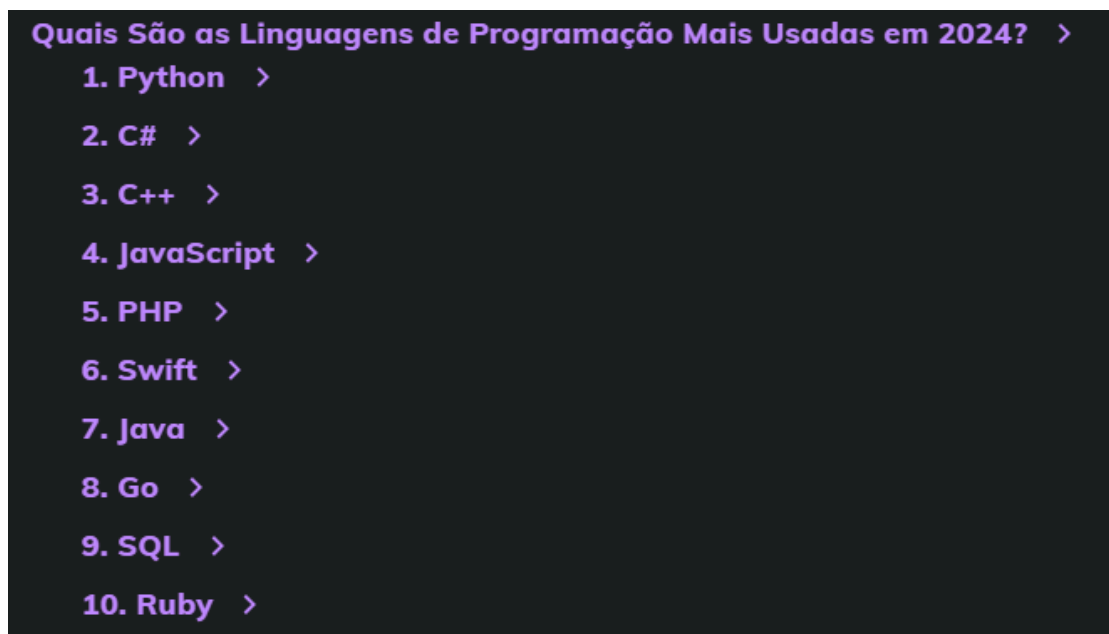 Quais São as Linguagens de Programação Mais Usadas em 2024? >
1. Python >
2. C# >
3. C++ >
4. JavaScript >
5. PHP >
6. Swift >
7. Java >
8. Go >
9. SQL >
10. Ruby >